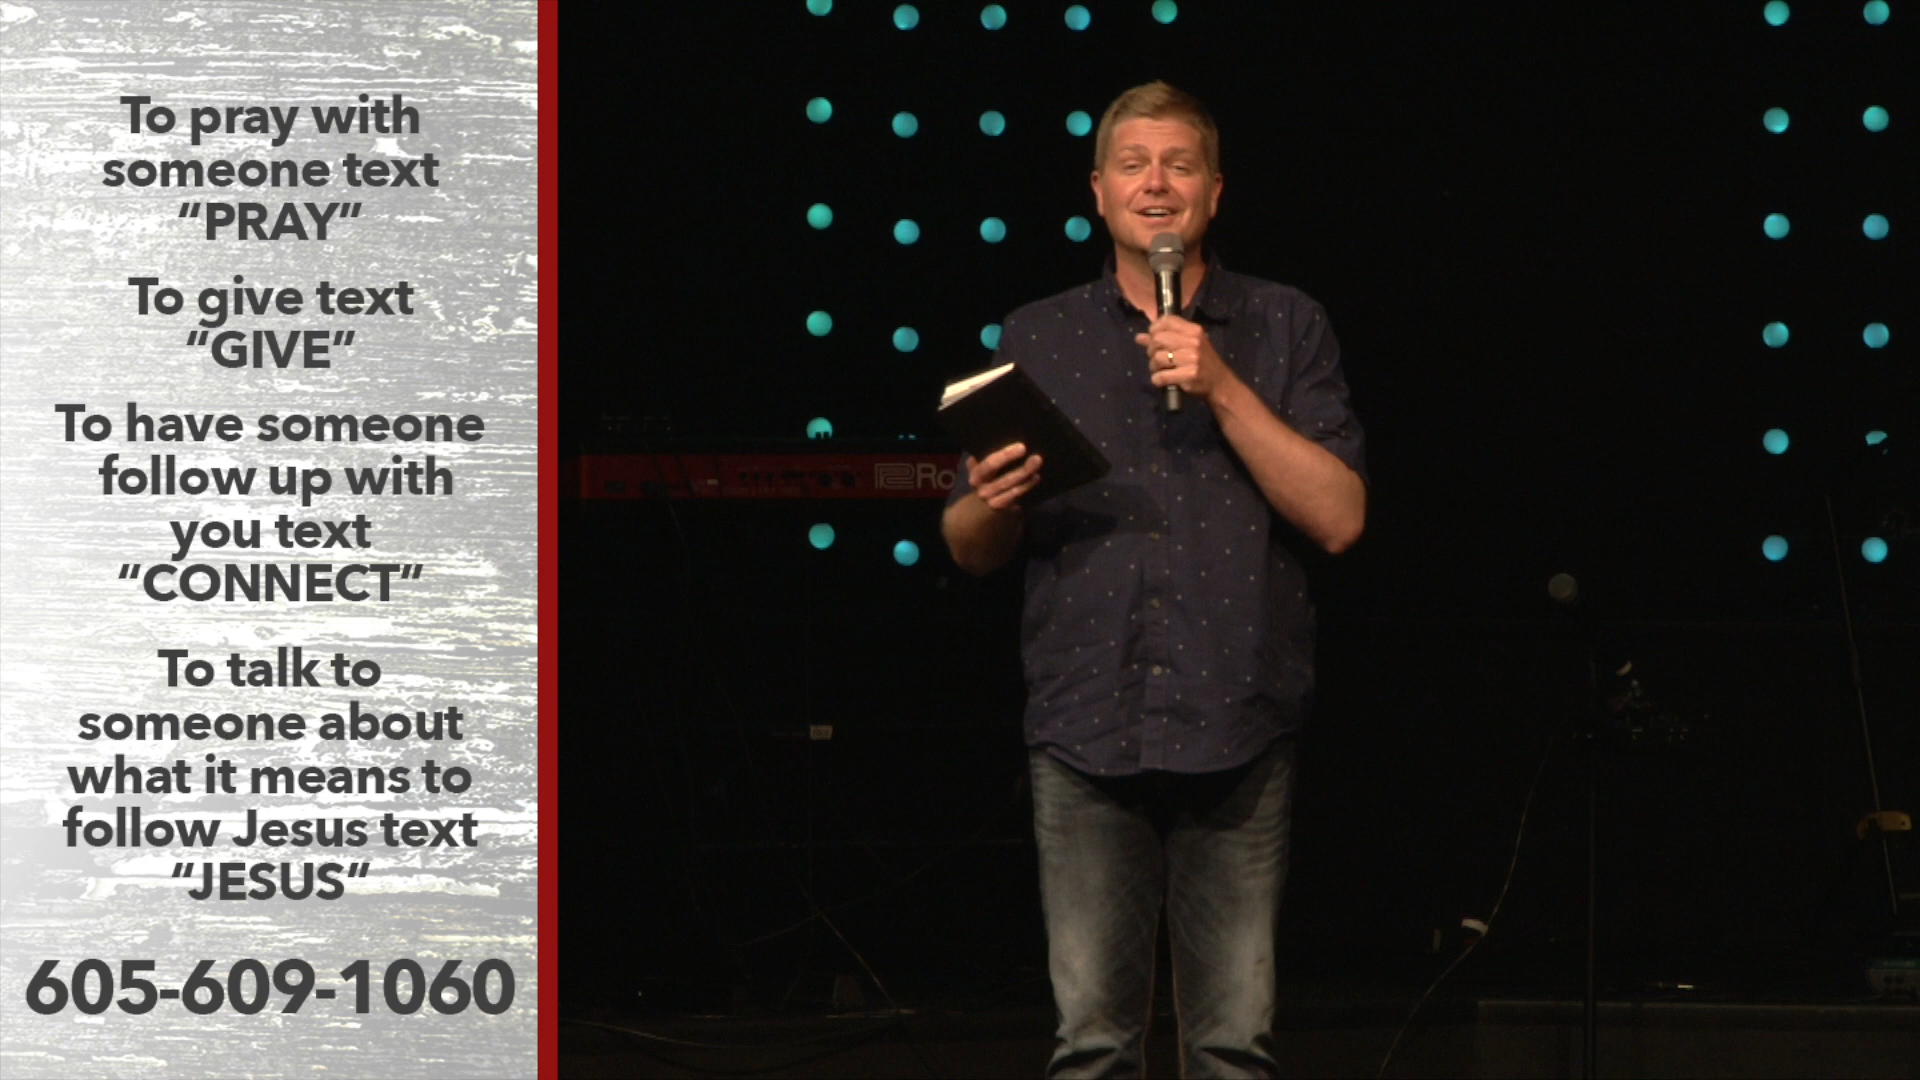 To pray with
someone text
“PRAY”
To give text
“GIVE”
To have someone
follow up with
you text
“CONNECT”
To talk to
someone about
what it means to
follow Jesus text
“JESUS”
605-609-1060
Ro